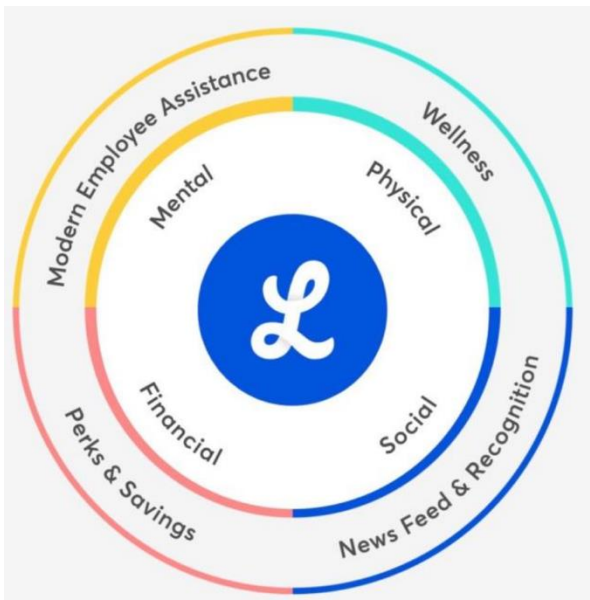 Modern Employee Assistance
Wellness
Mental
Physical
L
Financial
Social
Perks & Savings
News Feed & Recognition